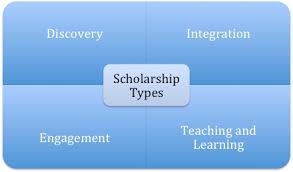 Discovery
Integration
Scholarship
Types
Engagement
Teaching and
Learning